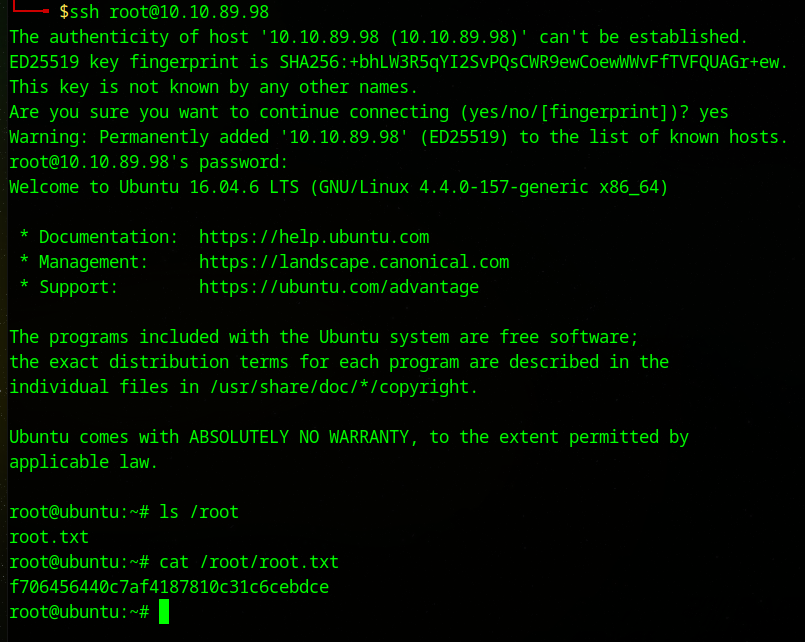 $ssh root@10.10.89.98
The authenticity of host '10.10.89.98 (10.10.89.98)' can't be established.
ED25519 key fingerprint is SHA256:+bhLW3R5qYI2SvPQsCWR9ewCoewWWvFfTVFQUAGr+ew.
This key is not known by any other names.
Are you sure you want to continue connecting (yes/no/[fingerprint])? yes
Warning: Permanently added '10.10.89.98' (ED25519) to the list of known hosts.
root@10.10.89.98's password:
Welcome to Ubuntu 16.04.6 LTS (GNU/Linux 4.4.0-157-generic x86_64)

 * Documentation:  https://help.ubuntu.com
 * Management:     https://landscape.canonical.com
 * Support:        https://ubuntu.com/advantage

The programs included with the Ubuntu system are free software;
the exact distribution terms for each program are described in the
individual files in /usr/share/doc/*/copyright.

Ubuntu comes with ABSOLUTELY NO WARRANTY, to the extent permitted by
applicable law.

root@ubuntu:~# ls /root
root.txt
root@ubuntu:~# cat /root/root.txt
f706456440c7af4187810c31c6cebdce
root@ubuntu:~#